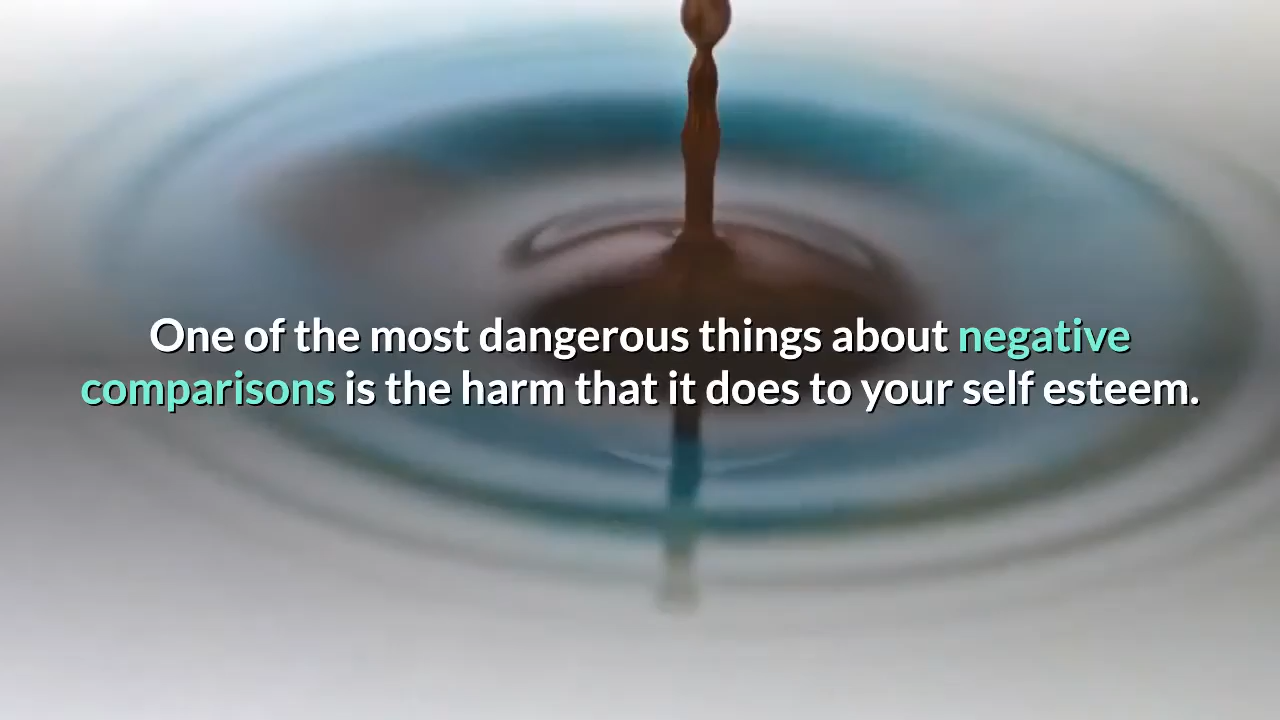 One of the most dangerous things about negative
comparisons is the harm that it does to your self esteem.